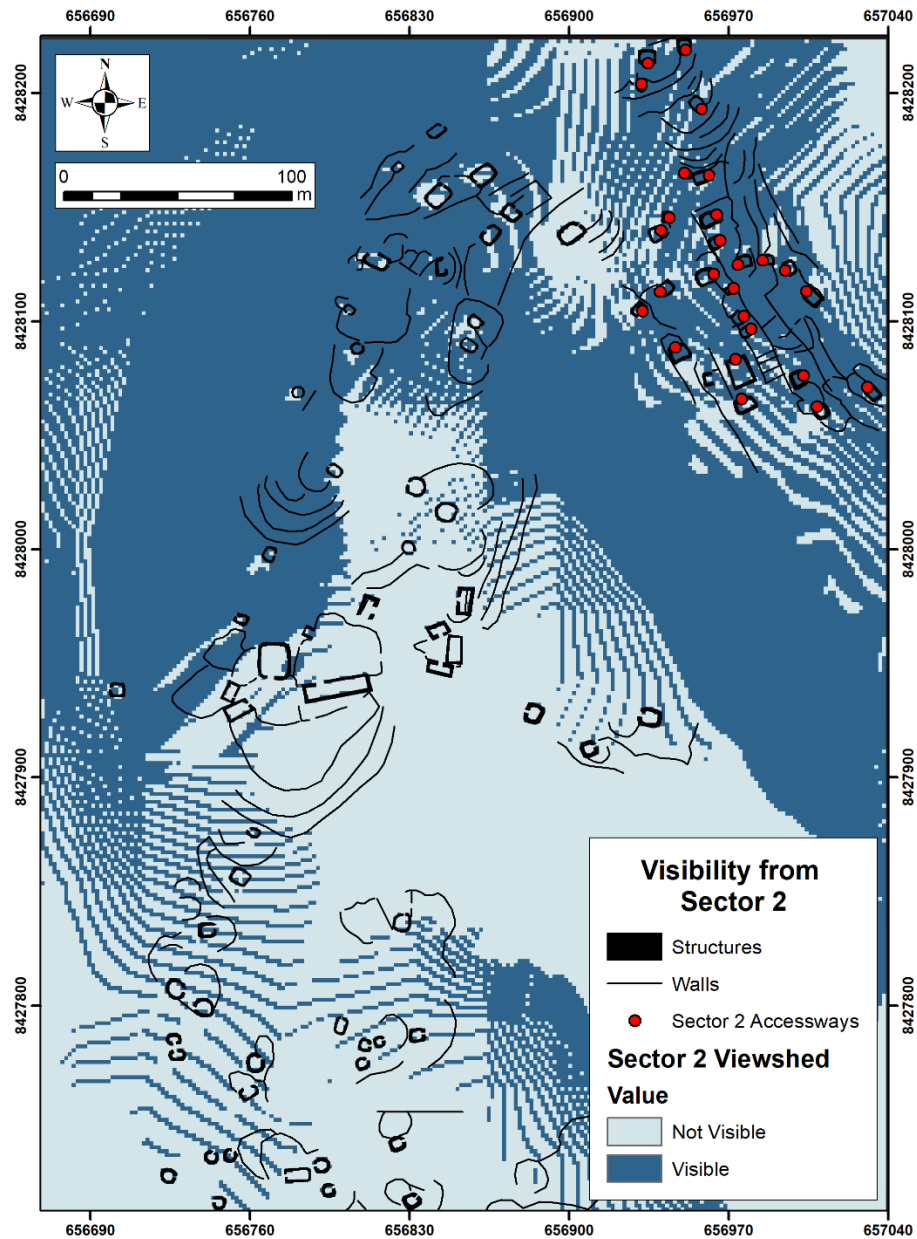 656690 656760 656830 656900 656970 657040
8428200
8428100
8428000
8427900
8427800
8428200
8428100
8428000
8427900
8427800
N
W E
S
0 100
m
Visibility from
Sector 2
Structures
Walls
Sector 2 Accessways
Sector 2 Viewshed
Value
Not Visible
Visible
656690 656760 656830 656900 656970 657040